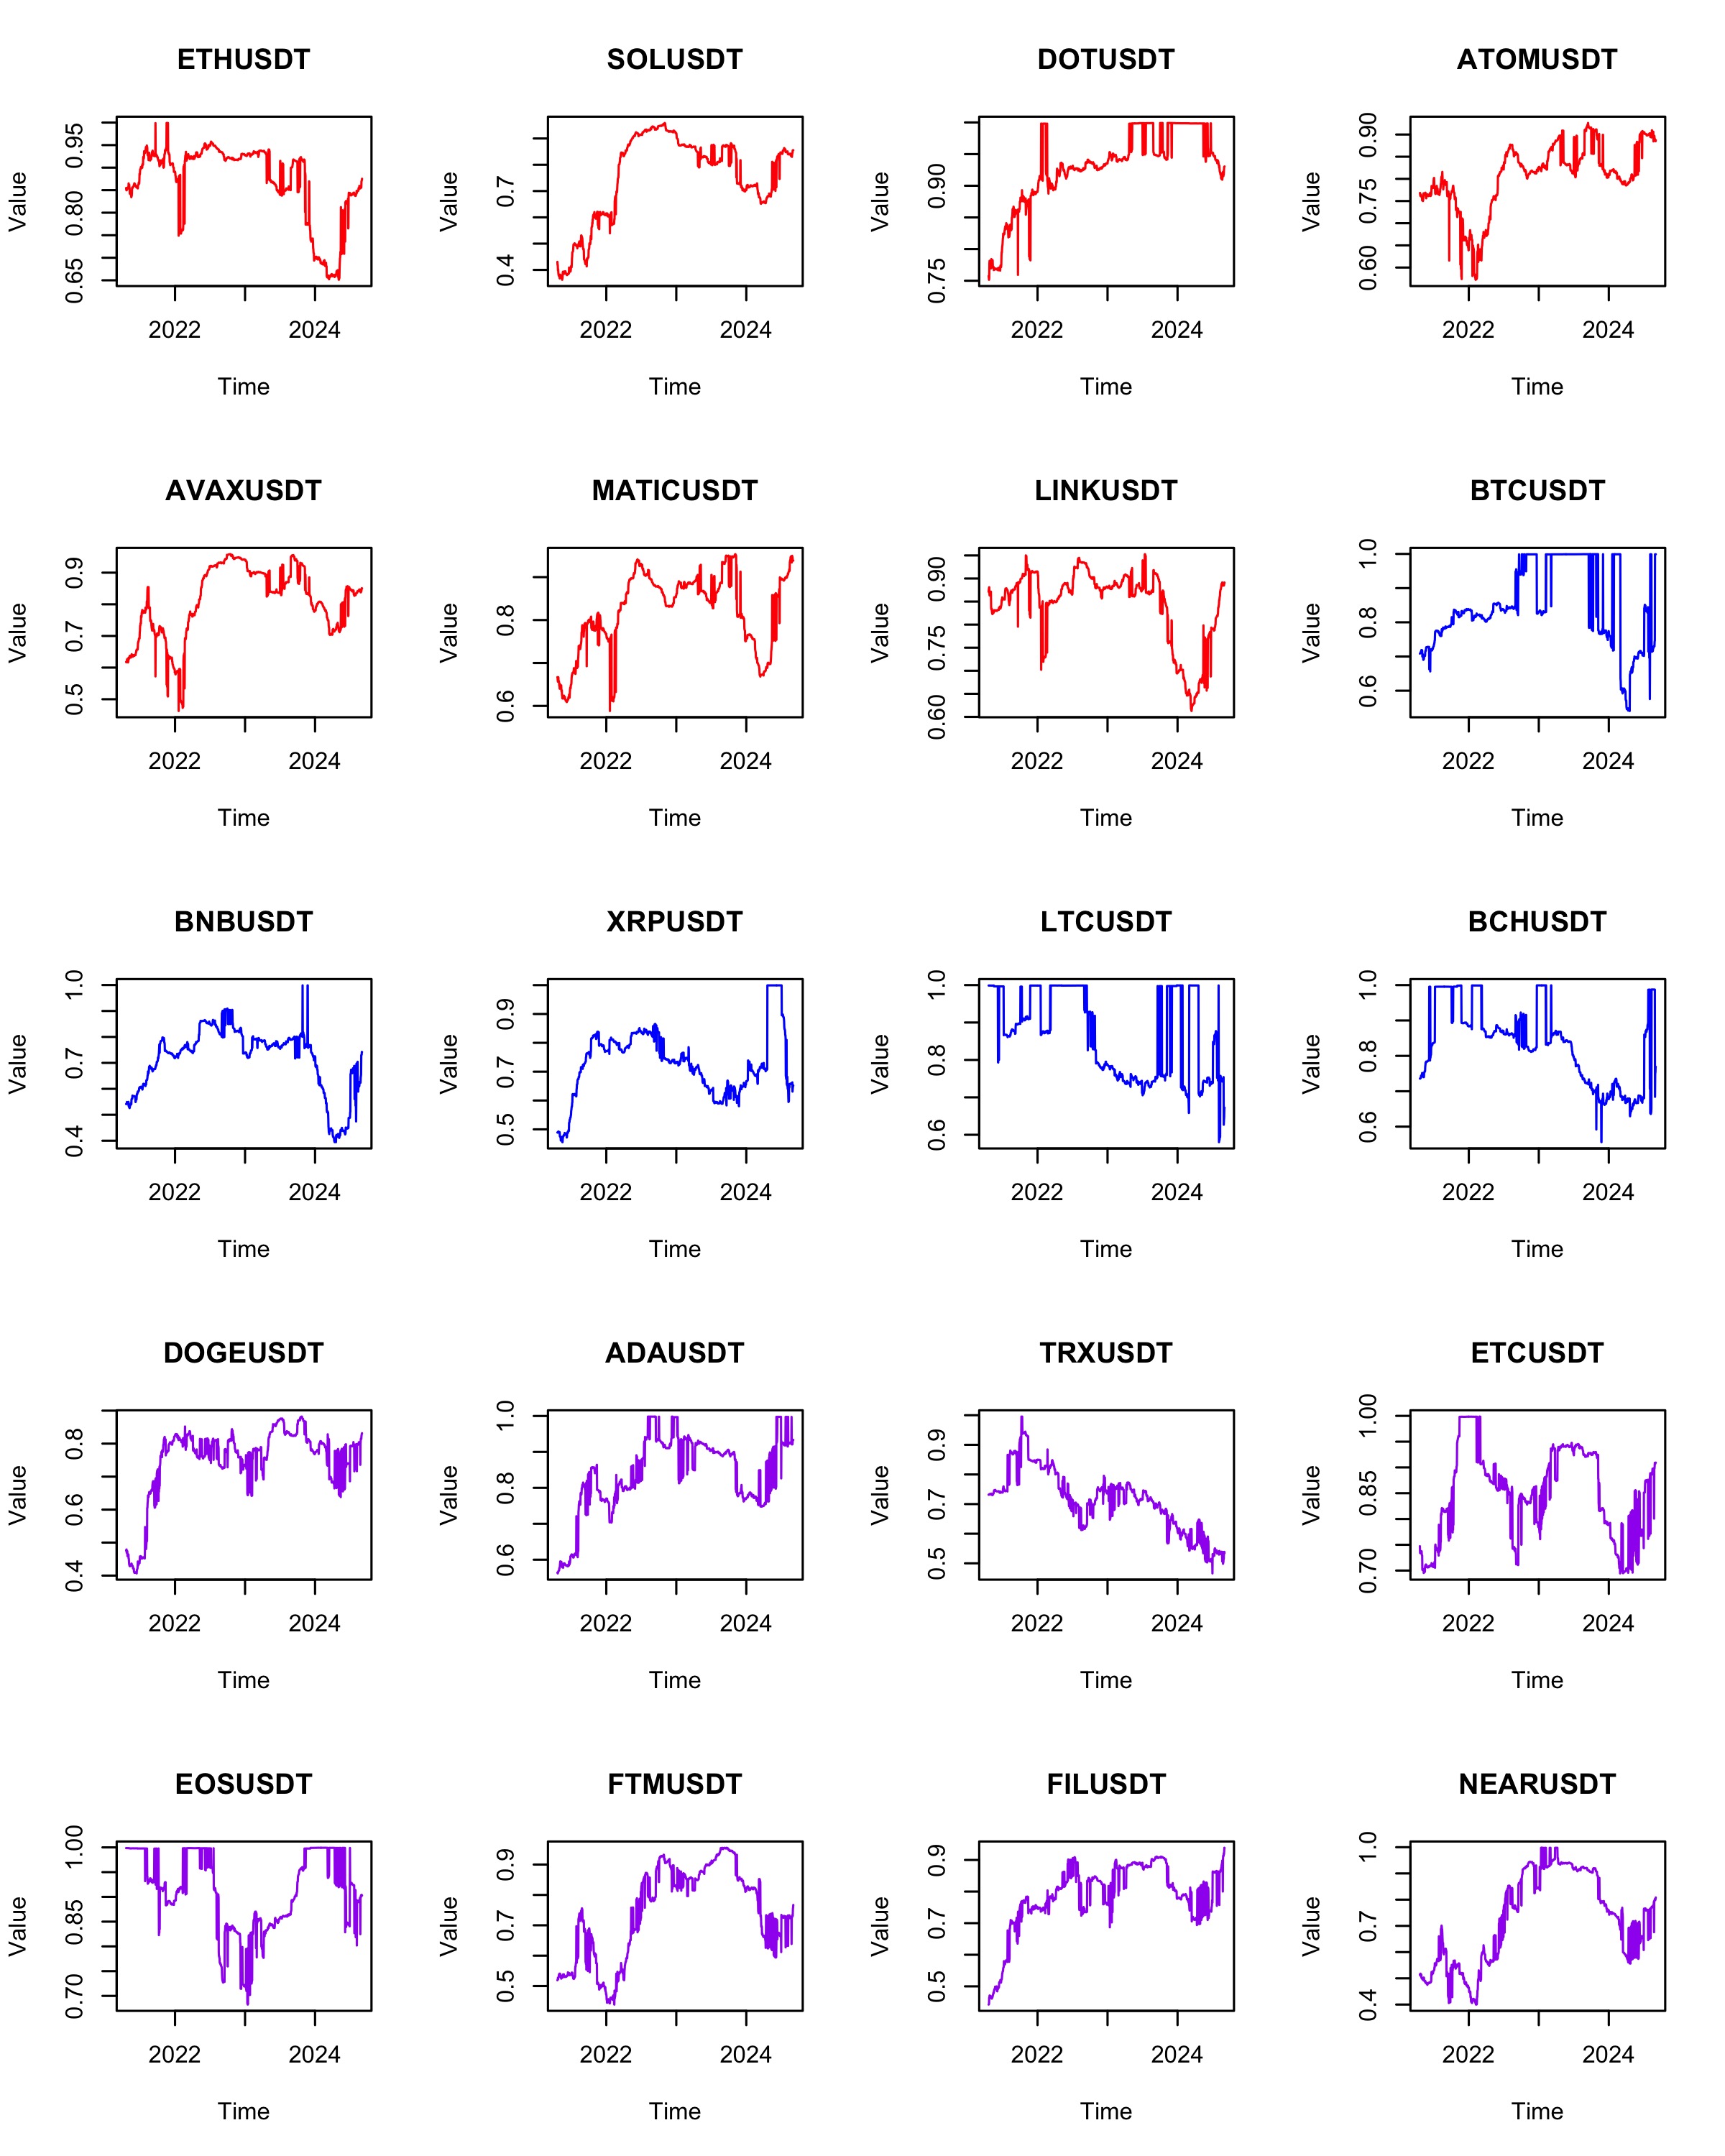 ETHUSDT
Value
0.65 0.80 0.95
2022 2024
Time
SOLUSDT
Value
0.4 0.7
2022 2024
Time
DOTUSDT
Value
0.75 0.90
2022 2024
Time
ATOMUSDT
Value
0.60 0.75 0.90
2022 2024
Time
AVAXUSDT
Value
0.5 0.7 0.9
2022 2024
Time
MATICUSDT
Value
0.6 0.8
2022 2024
Time
LINKUSDT
Value
0.60 0.75 0.90
2022 2024
Time
BTCUSDT
Value
0.6 0.8 1.0
2022 2024
Time
BNBUSDT
Value
0.4 0.7 1.0
2022 2024
Time
XRPUSDT
Value
0.5 0.7 0.9
2022 2024
Time
LTCUSDT
Value
0.6 0.8 1.0
2022 2024
Time
BCHUSDT
Value
0.6 0.8 1.0
2022 2024
Time
DOGEUSDT
Value
0.4 0.6 0.8
2022 2024
Time
ADAUSDT
Value
0.6 0.8 1.0
2022 2024
Time
TRXUSDT
Value
0.5 0.7 0.9
2022 2024
Time
ETCUSDT
Value
0.70 0.85 1.00
2022 2024
Time
EOSUSDT
Value
0.70 0.85 1.00
2022 2024
Time
FTMUSDT
Value
0.5 0.7 0.9
2022 2024
Time
FILUSDT
Value
0.5 0.7 0.9
2022 2024
Time
NEARUSDT
Value
0.4 0.7 1.0
2022 2024
Time